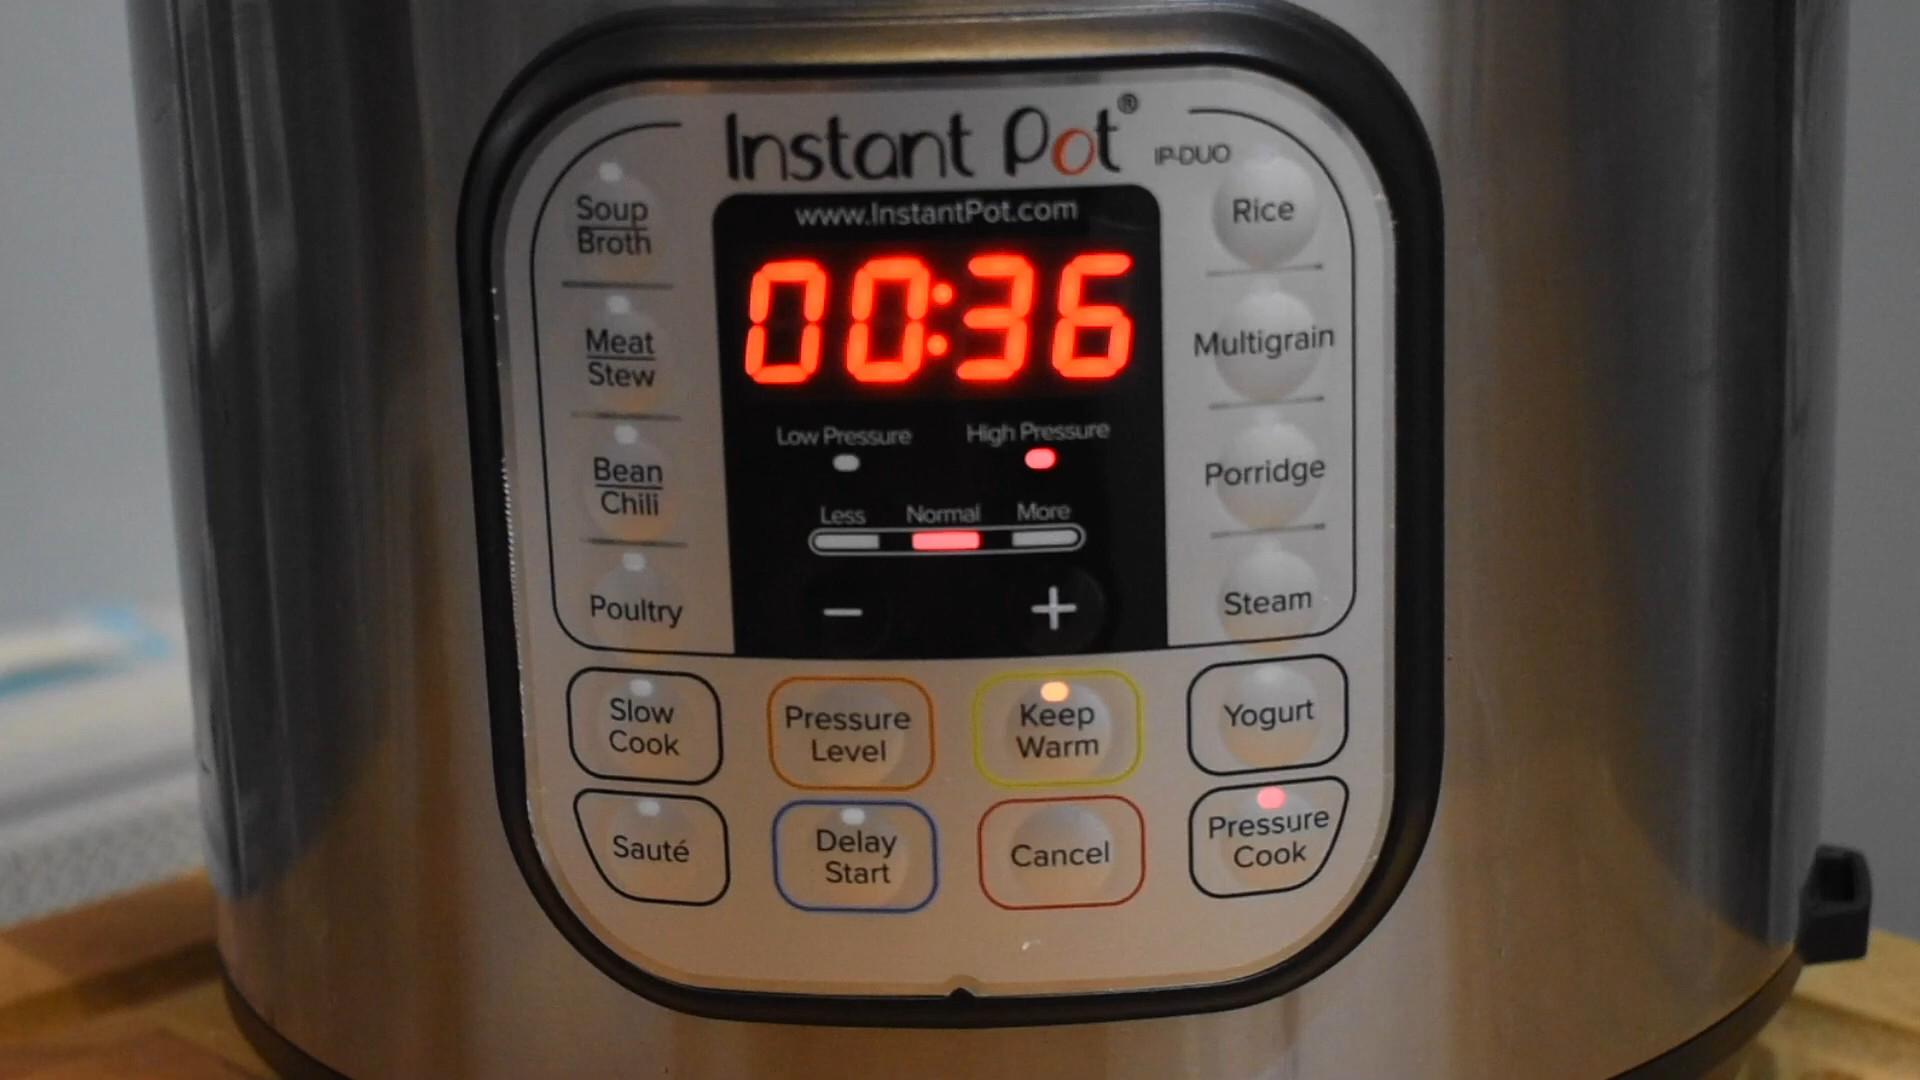 Instant Pot®
IP-DUO
www.InstantPot.com
00:36
Low Pressure
High Pressure
Less
Normal
More
−
+
Soup
Broth
Meat
Stew
Bean
Chili
Poultry
Rice
Multigrain
Porridge
Steam
Slow
Cook
Pressure
Level
Keep
Warm
Yogurt
Sauté
Delay
Start
Cancel
Pressure
Cook